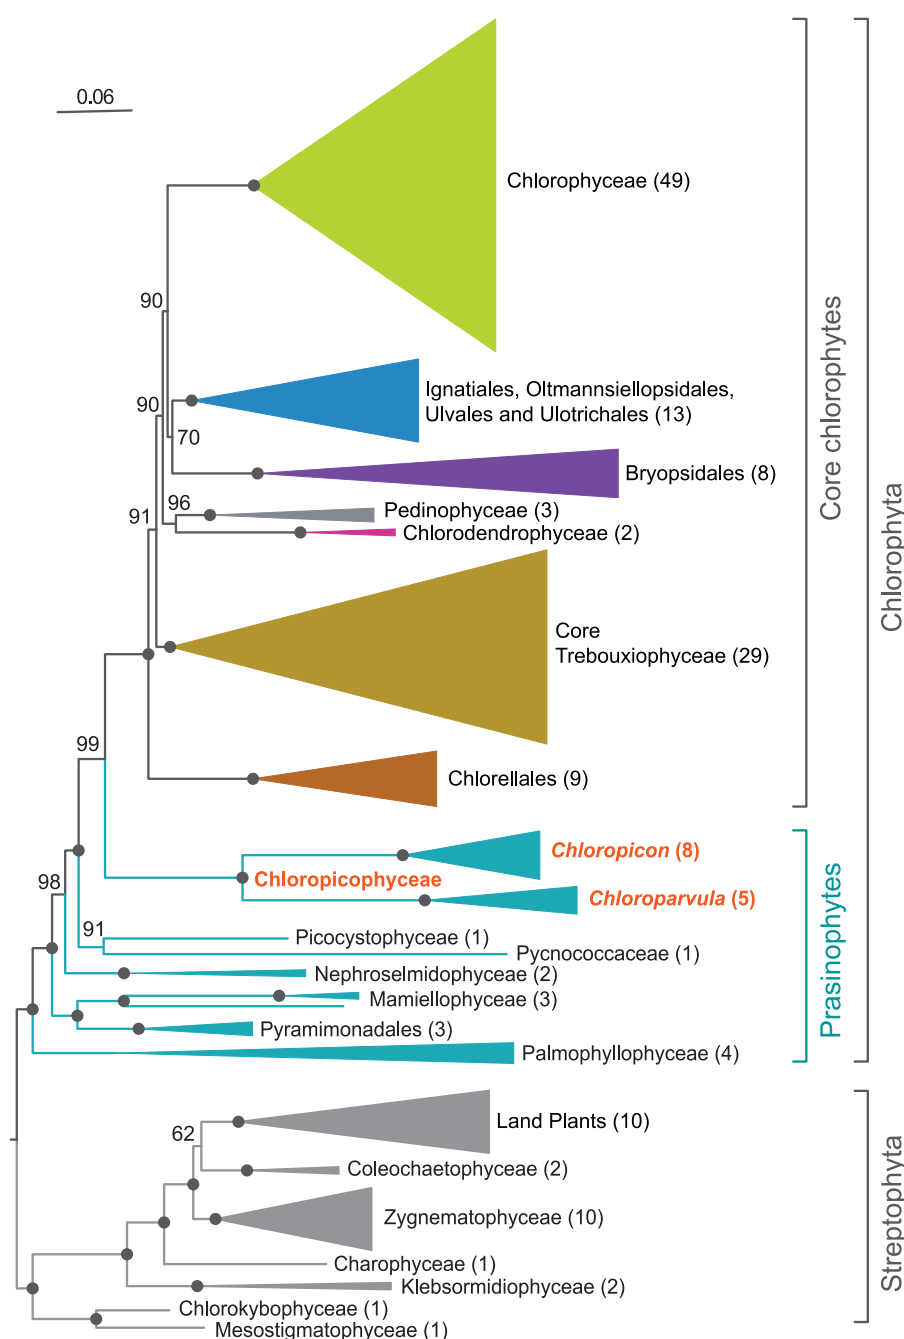 0.06
Chlorophyceae (49)
90
Ignatiales, Oltmannsiellopsidales,
Ulvales and Ulotrichales (13)
90
70
Bryopsidales (8)
96
Pedinophyceae (3)
91
Chlorodendrophyceae (2)
Core
Trebouxiophyceae (29)
99
Chlorellales (9)
Core chlorophytes
Chlorophyta
Chloropicon (8)
98
Chloropicophyceae
Chloroparvula (5)
91
Picocystophyceae (1)
Pycnococcaceae (1)
Nephroselmidophyceae (2)
Mamiellophyceae (3)
Pyramimonadales (3)
Palmophyllophyceae (4)
Prasinophytes
Land Plants (10)
62
Coleochaetophyceae (2)
Zygnematophyceae (10)
Charophyceae (1)
Klebsormidiophyceae (2)
Chlorokybophyceae (1)
Mesostigmatophyceae (1)
Streptophyta